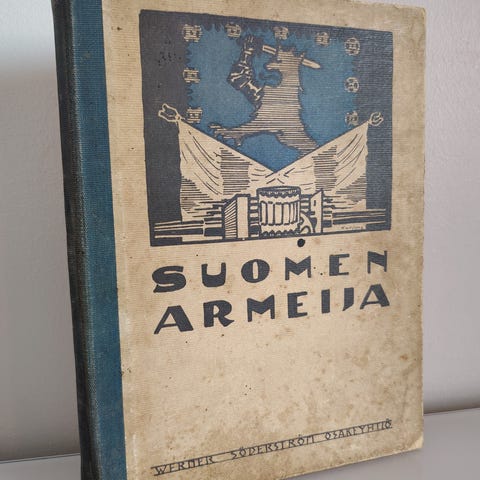 SUOMEN
ARMEIJA
WERNER SÖDERSTRÖM OSAKEYHTIÖ